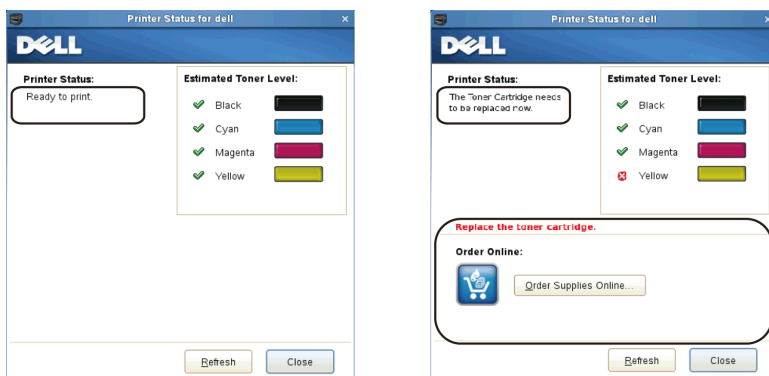 Printer Status for dell
DELL
Printer Status:
Ready to print.
Estimated Toner Level:
Black
Cyan
Magenta
Yellow
Refresh
Close
Printer Status for dell
DELL
Printer Status:
The Toner Cartridge needs
to be replaced now.
Estimated Toner Level:
Black
Cyan
Magenta
Yellow
Replace the toner cartridge.
Order Online:
Order Supplies Online...
Refresh
Close